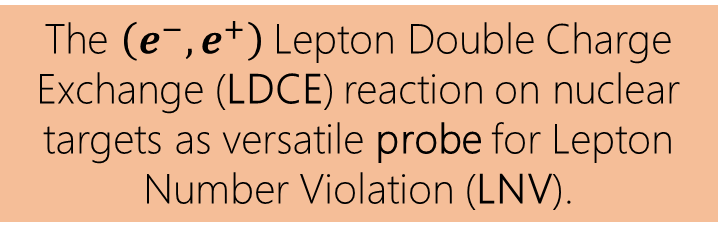 The (e⁻, e⁺) Lepton Double Charge
Exchange (LDCE) reaction on nuclear
targets as versatile probe for Lepton
Number Violation (LNV).